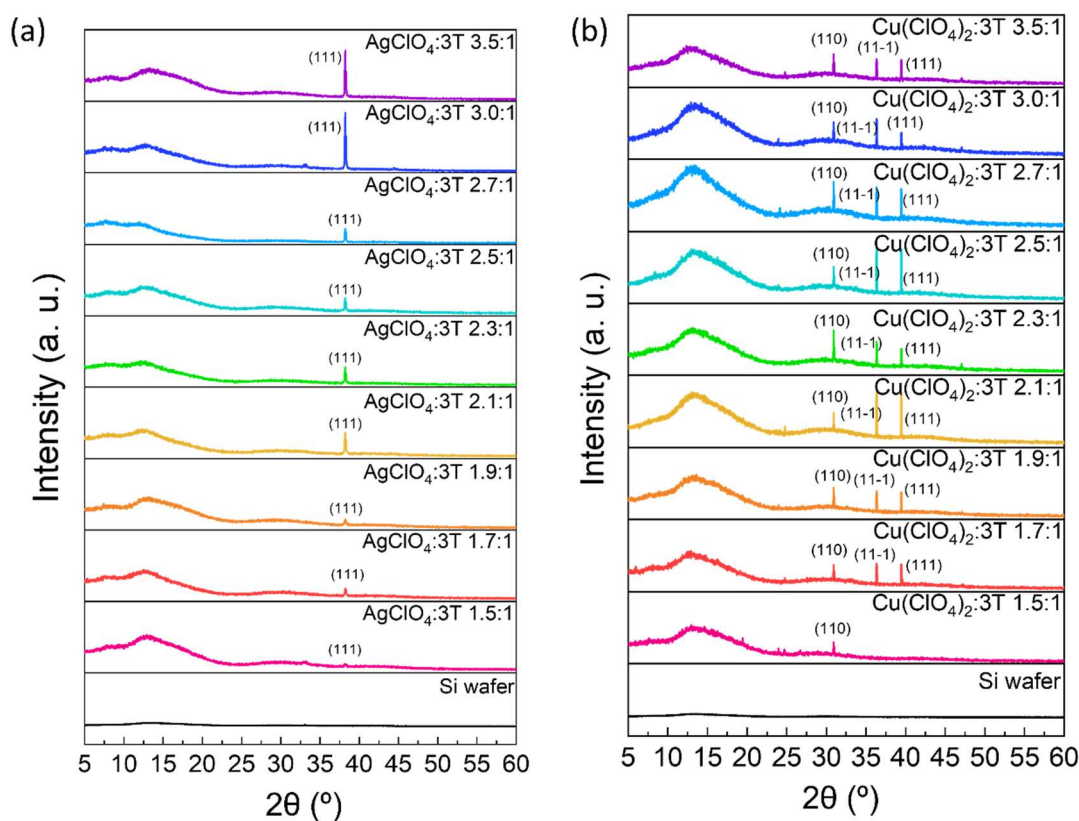 (a)
AgClO4:3T 3.5:1
(111)
AgClO4:3T 3.0:1
(111)
AgClO4:3T 2.7:1
(111)
AgClO4:3T 2.5:1
(111)
AgClO4:3T 2.3:1
(111)
AgClO4:3T 2.1:1
(111)
AgClO4:3T 1.9:1
(111)
AgClO4:3T 1.7:1
(111)
AgClO4:3T 1.5:1
(111)
Si wafer
Intensity (a. u.)
5 10 15 20 25 30 35 40 45 50 55 60
2θ (º)
(b)
Cu(ClO4)2:3T 3.5:1
(110) (11-1) (111)
Cu(ClO4)2:3T 3.0:1
(110) (11-1) (111)
Cu(ClO4)2:3T 2.7:1
(110) (11-1) (111)
Cu(ClO4)2:3T 2.5:1
(110) (11-1) (111)
Cu(ClO4)2:3T 2.3:1
(110) (11-1) (111)
Cu(ClO4)2:3T 2.1:1
(110) (11-1) (111)
Cu(ClO4)2:3T 1.9:1
(110) (11-1) (111)
Cu(ClO4)2:3T 1.7:1
(110) (11-1) (111)
Cu(ClO4)2:3T 1.5:1
(110)
Si wafer
Intensity (a. u.)
5 10 15 20 25 30 35 40 45 50 55 60
2θ (º)